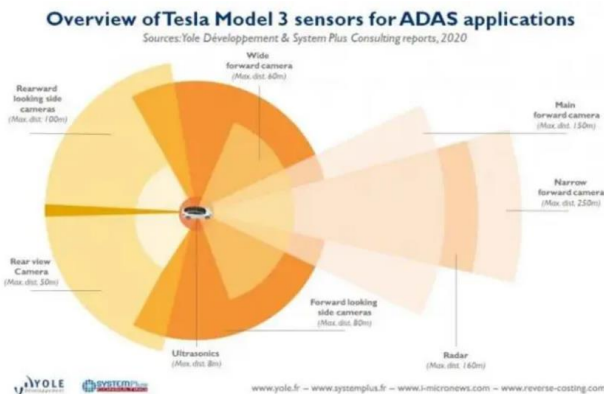 Overview of Tesla Model 3 sensors for ADAS applications
Sources: Yole Développement & System Plus Consulting reports, 2020
Wide
forward camera
(Max. dist. 60m)
Rearward
looking side
cameras
(Max. dist: 100m)
Main
forward camera
(Max. dist. 150m)
Narrow
forward camera
(Max. dist. 250m)
Rear view
Camera
(Max. dist. 50m)
Forward looking
side cameras
(Max. dist. 80m)
Ultrasonics
(Max. dist. 8m)
Radar
(Max. dist. 160m)
YOLE
Développement
SYSTEMPlus
CONSULTING
www.yole.fr – www.systemplus.fr – www.i-micronews.com – www.reverse-costing.com